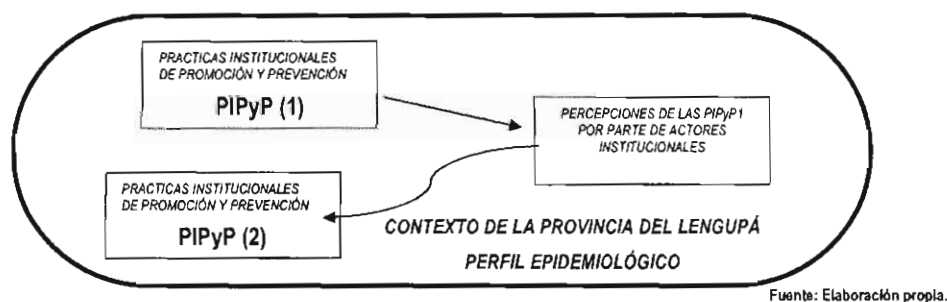 PRACTICAS INSTITUCIONALES
DE PROMOCIÓN Y PREVENCIÓN
PIPyP (1)
PERCEPCIONES DE LAS PIPyP1
POR PARTE DE ACTORES
INSTITUCIONALES
PRACTICAS INSTITUCIONALES
DE PROMOCIÓN Y PREVENCIÓN
PIPyP (2)
CONTEXTO DE LA PROVINCIA DEL LENGUPÁ
PERFIL EPIDEMIOLÓGICO
Fuente: Elaboración propia.